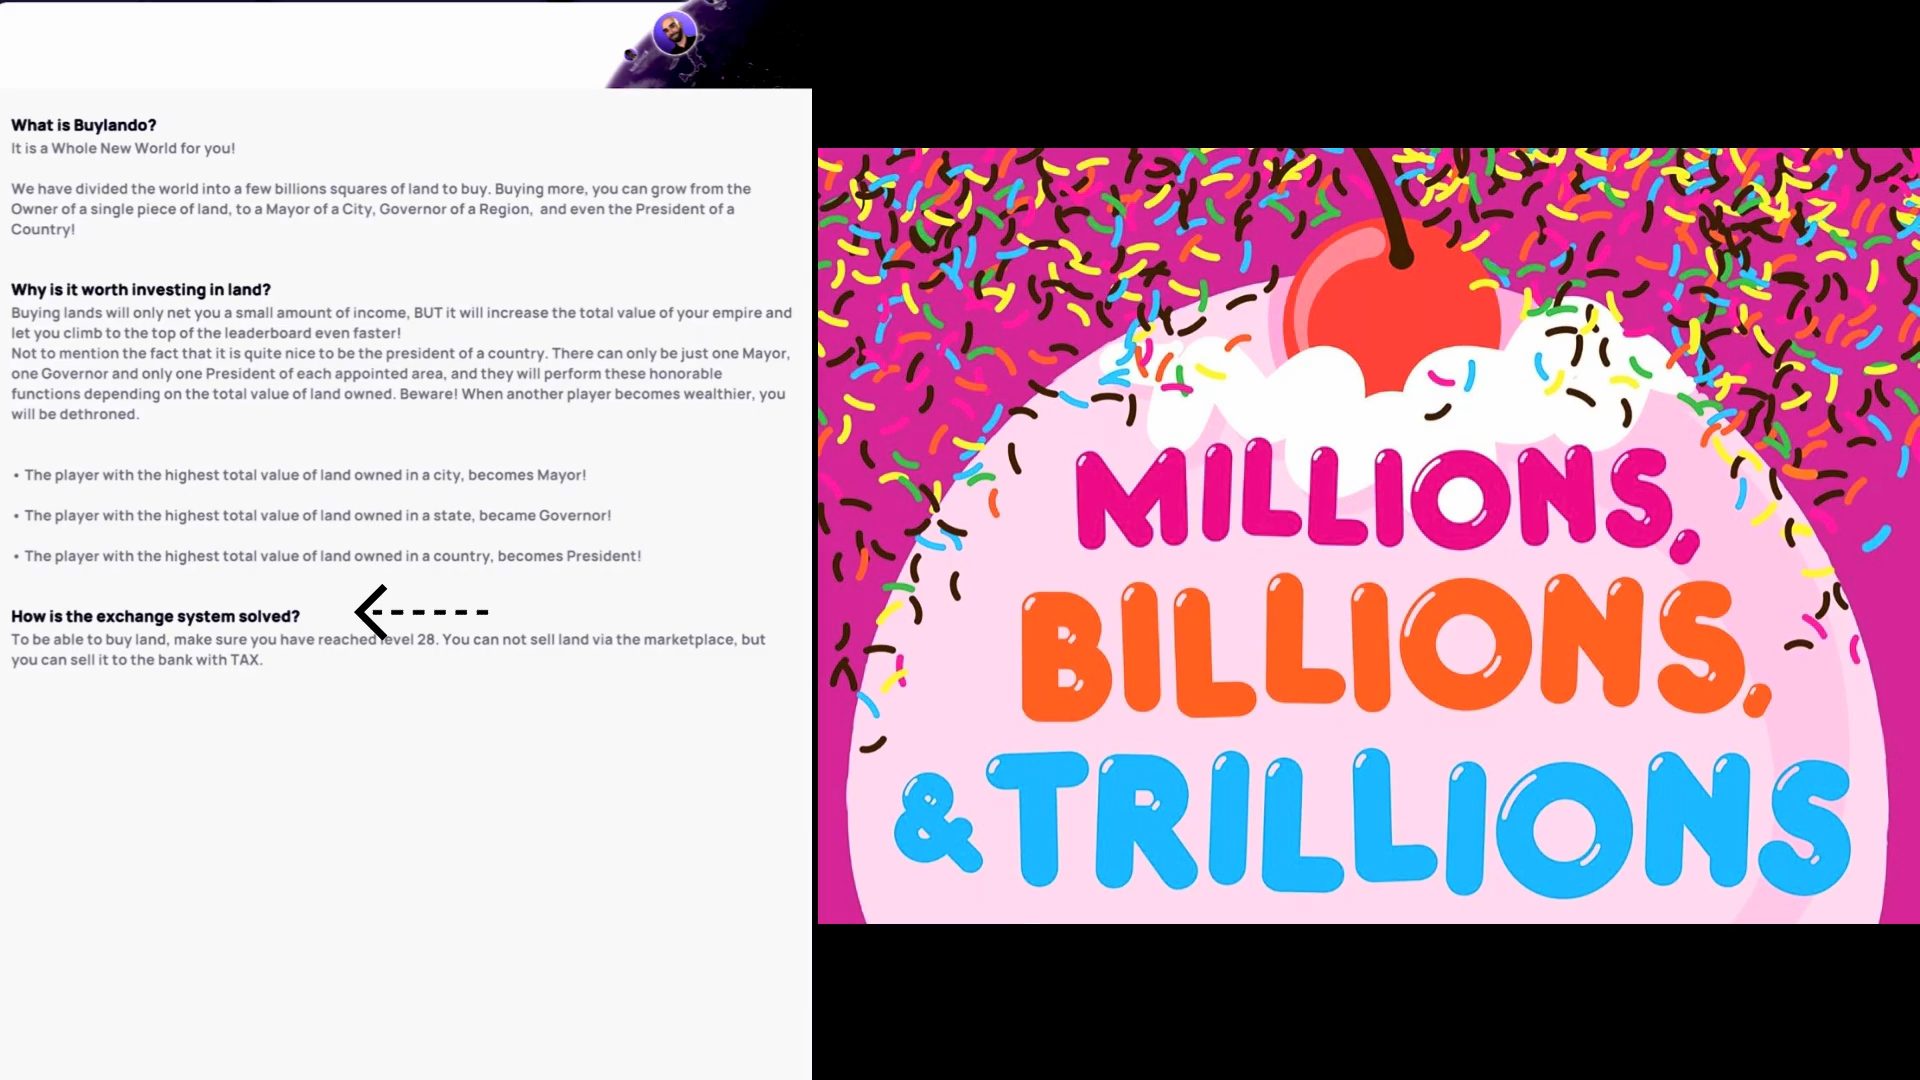 What is Buylando?
It is a Whole New World for you!
We have divided the world into a few billions squares of land to buy. Buying more, you can grow from the
Owner of a single piece of land, to a Mayor of a City, Governor of a Region, and even the President of a
Country!
Why is it worth investing in land?
Buying lands will only net you a small amount of income, BUT it will increase the total value of your empire and
let you climb to the top of the leaderboard even faster!
Not to mention the fact that it is quite nice to be the president of a country. There can only be just one Mayor,
one Governor and only one President of each appointed area, and they will perform these honorable
functions depending on the total value of land owned. Beware! When another player becomes wealthier, you
will be dethroned.
• The player with the highest total value of land owned in a city, becomes Mayor!
• The player with the highest total value of land owned in a state, became Governor!
• The player with the highest total value of land owned in a country, becomes President!
How is the exchange system solved?
To be able to buy land, make sure you have reached level 28. You can not sell land via the marketplace, but
you can sell it to the bank with TAX.
MILLIONS,
BILLIONS,
& TRILLIONS